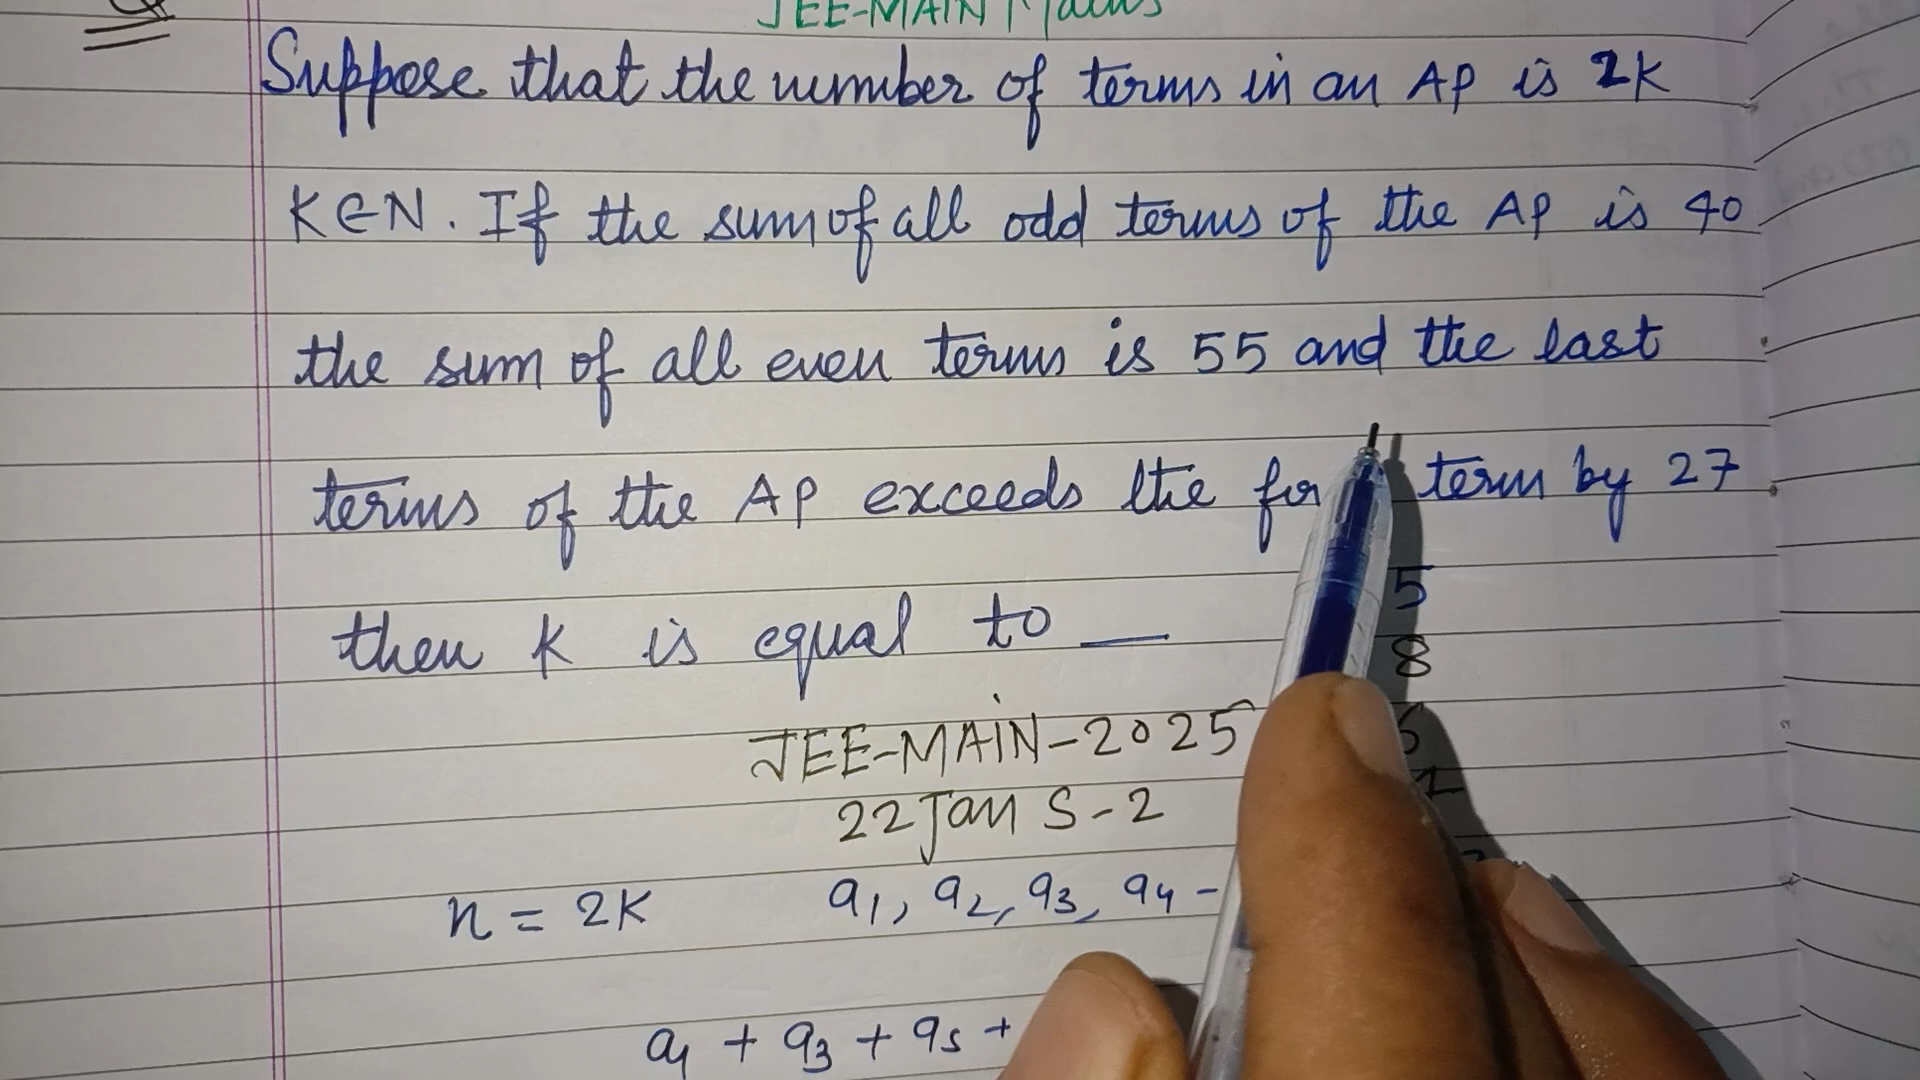 JEE-MAIN Maths
Suppose that the number of terms in an AP is 2K
K∈N. If the sum of all odd terms of the AP is 40
the sum of all even terms is 55 and the last
terms of the AP exceeds the term by 27
5
then K is equal to __
8
6
JEE-MAIN-2025
22 Jan S-2
n = 2K a1, a2, a3, a4 -
a1 + a3 + a5 +